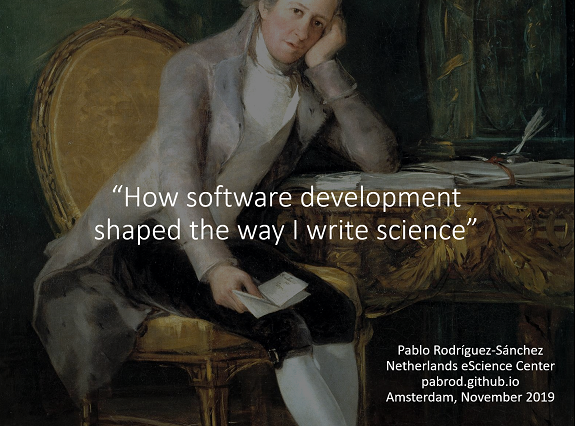 “How software development
shaped the way I write science”
Pablo Rodríguez-Sánchez
Netherlands eScience Center
pabrod.github.io
Amsterdam, November 2019